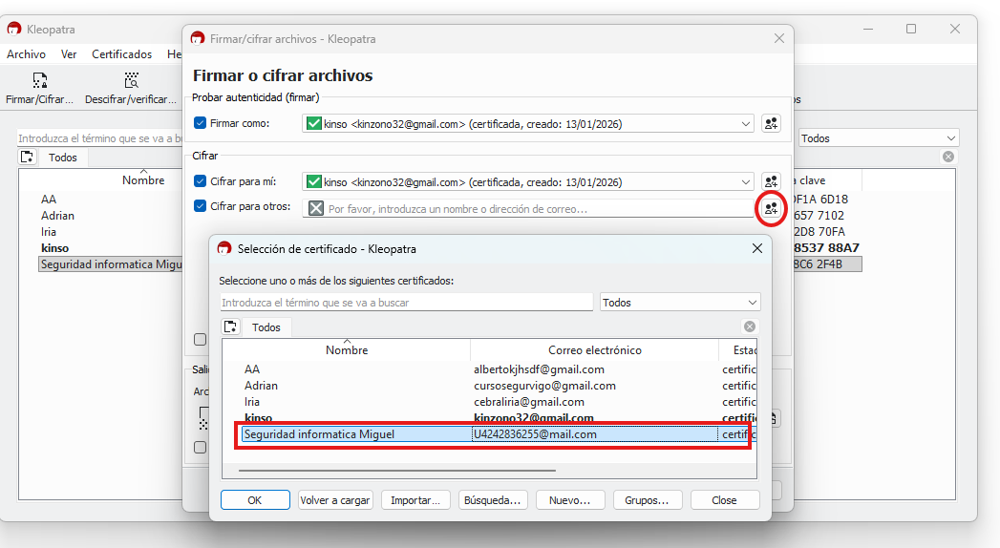 Kleopatra
Firmar/cifrar archivos - Kleopatra
Archivo Ver Certificados He
Firmar o cifrar archivos
Firmar/Cifrar... Descifrar/verificar...
Probar autenticidad (firmar)
Firmar como: kinso <kinzono32@gmail.com> (certificada, creado: 13/01/2026)
Introduzca el término que se va a b
Todos
Todos
Cifrar
Nombre
Cifrar para mí: kinso <kinzono32@gmail.com> (certificada, creado: 13/01/2026)
a clave
AA
F1A 6D18
Cifrar para otros: Por favor, introduzca un nombre o dirección de correo...
Adrian
657 7102
Iria
2D8 70FA
kinso
8537 88A7
Seguridad informatica Migu
8C6 2F4B
Selección de certificado - Kleopatra
Seleccione uno o más de los siguientes certificados:
Introduzca el término que se va a buscar
Todos
Todos
Nombre Correo electrónico Estad
AA albertokjhsdf@gmail.com certific
Adrian cursosegurvigo@gmail.com certific
Iria cebraliria@gmail.com certific
kinso kinzono32@gmail.com certific
Seguridad informatica Miguel U4242836255@mail.com certific
Sali
Arc
OK Volver a cargar Importar... Búsqueda... Nuevo... Grupos... Close